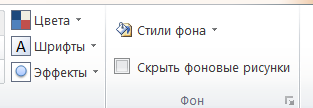 Цвета
Шрифты
Эффекты
Стили фона
Скрыть фоновые рисунки
Фон